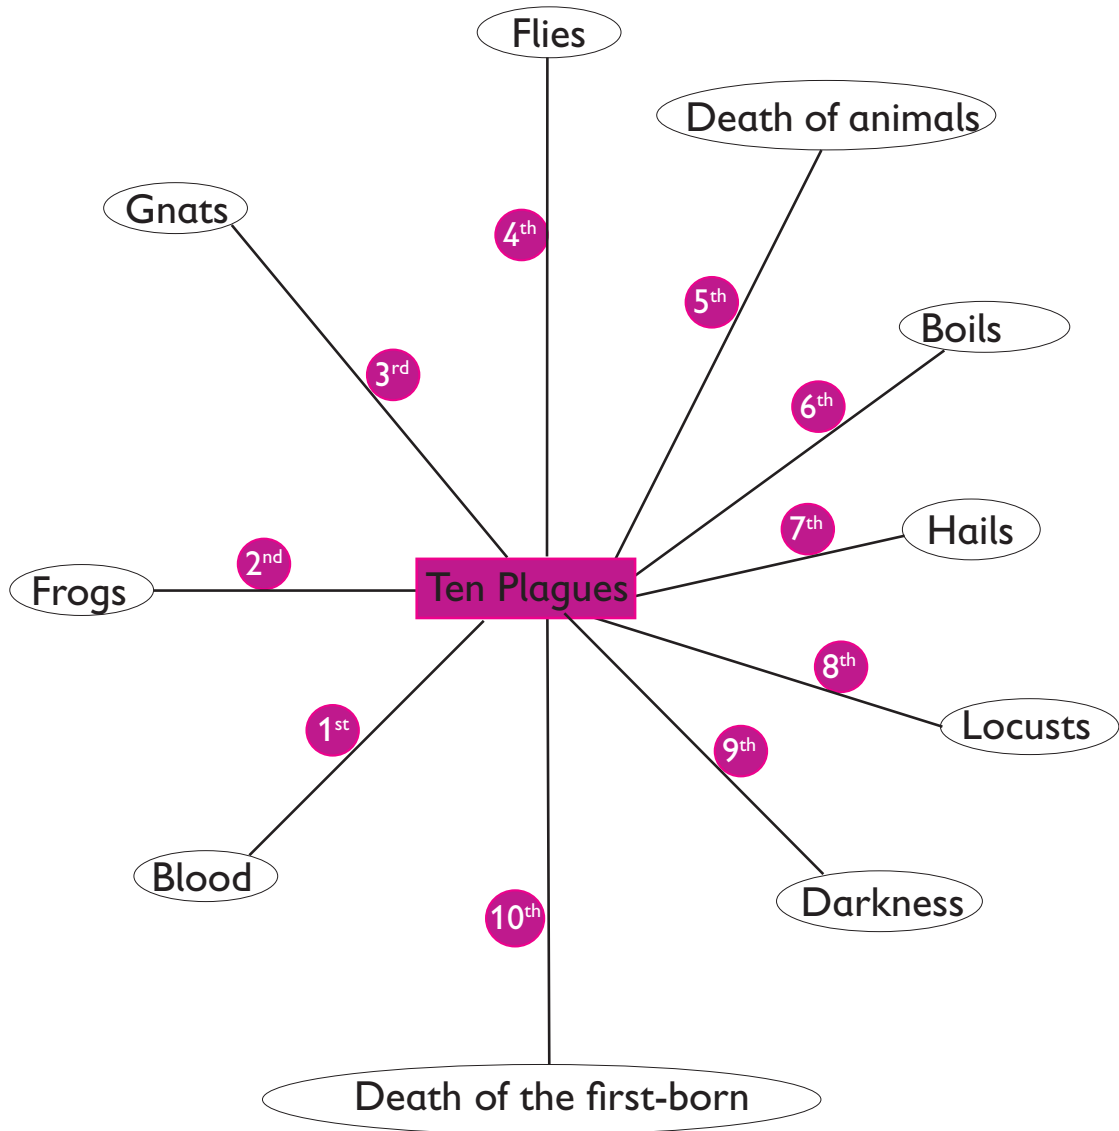 Flies
Death of animals
Gnats
4th
5th
Boils
3rd
6th
7th
Hails
2nd
Ten Plagues
Frogs
8th
1st
Locusts
9th
Blood
Darkness
10th
Death of the first-born